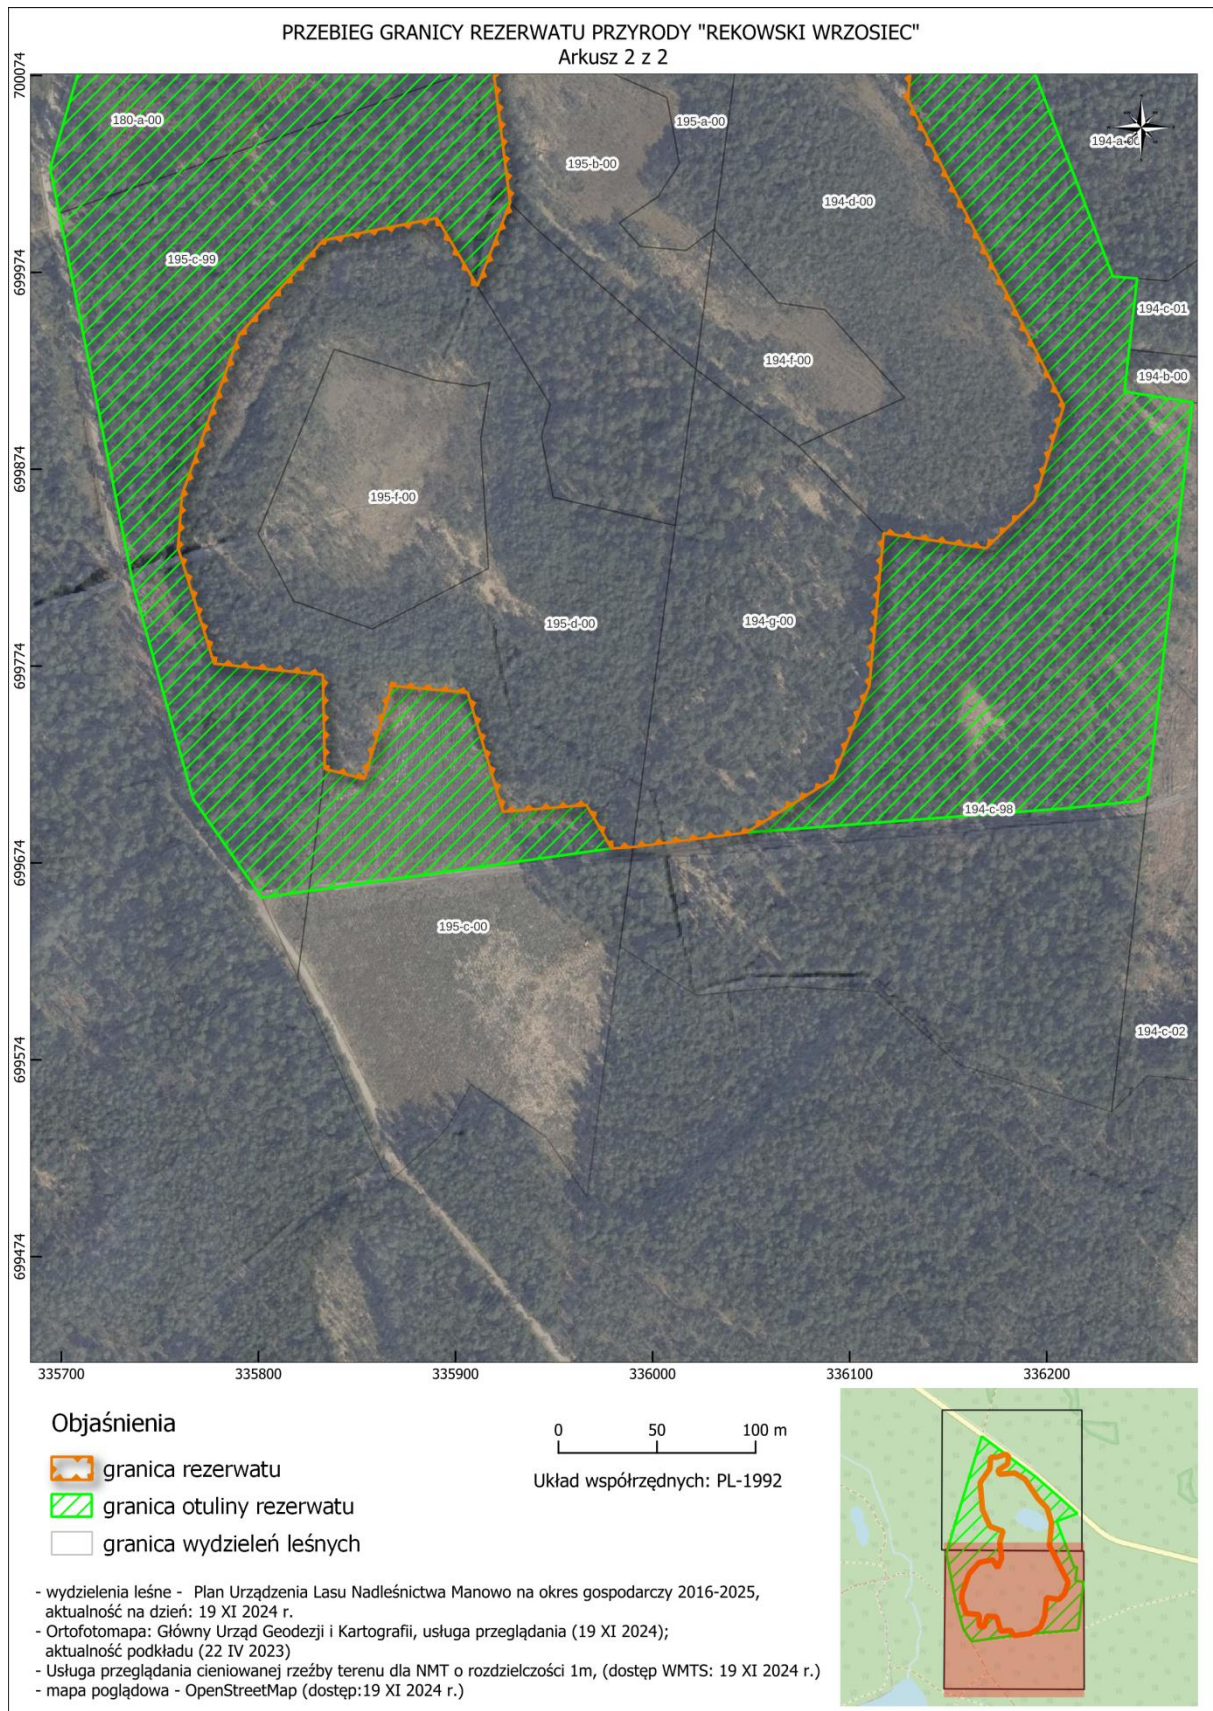 PRZEBIEG GRANICY REZERWATU PRZYRODY "REKOWSKI WRZOSIEC"
Arkusz 2 z 2
700074
699974
699874
699774
699674
699574
699474
180-a-00
195-a-00
194-a-00
195-b-00
194-d-00
195-c-99
194-c-01
194-f-00
194-b-00
195-f-00
195-d-00
194-g-00
194-c-98
195-c-00
194-c-02
335700
335800
335900
336000
336100
336200
Objaśnienia
granica rezerwatu
granica otuliny rezerwatu
granica wydzieleń leśnych
0 50 100 m
Układ współrzędnych: PL-1992
- wydzielenia leśne - Plan Urządzenia Lasu Nadleśnictwa Manowo na okres gospodarczy 2016-2025,
aktualność na dzień: 19 XI 2024 r.
- Ortofotomapa: Główny Urząd Geodezji i Kartografii, usługa przeglądania (19 XI 2024);
aktualność podkładu (22 IV 2023)
- Usługa przeglądania cieniowanej rzeźby terenu dla NMT o rozdzielczości 1m, (dostęp WMTS: 19 XI 2024 r.)
- mapa poglądowa - OpenStreetMap (dostęp:19 XI 2024 r.)